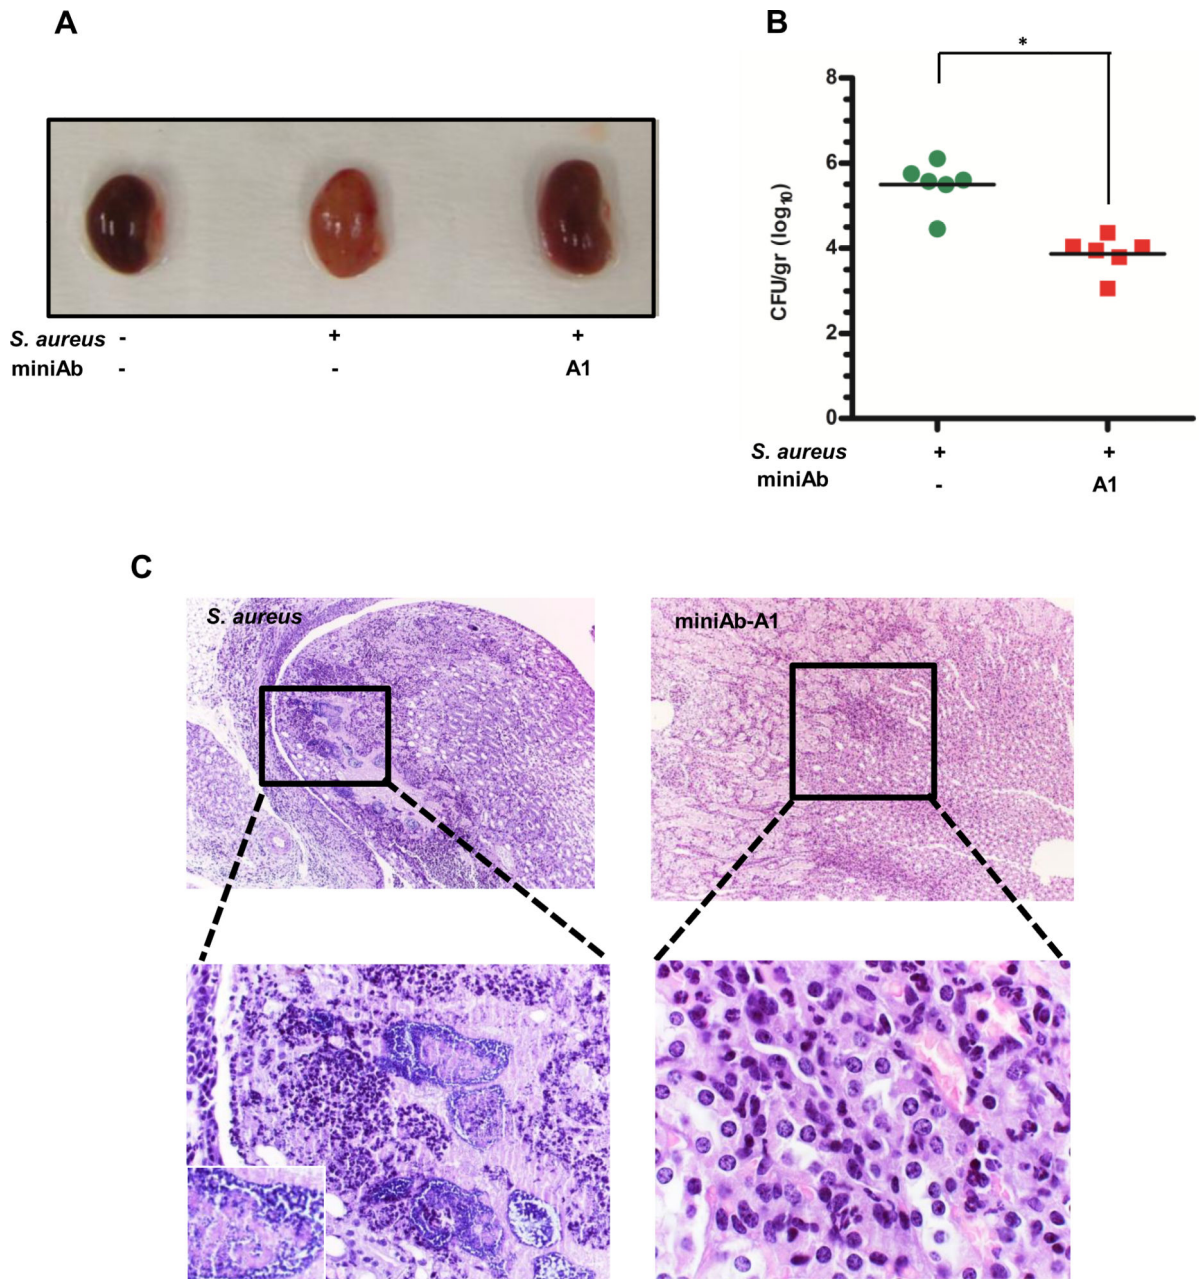 A
S. aureus - + +
miniAb - - A1
B
*
8
6
4
2
0
CFU/gr (log10)
S. aureus + +
miniAb - A1
C
S. aureus
miniAb-A1